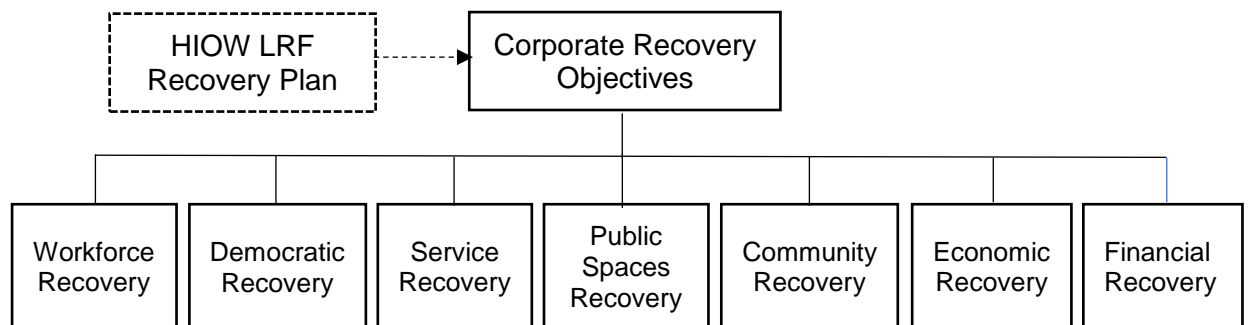 HIOW LRF
Recovery Plan
Corporate Recovery
Objectives
Workforce
Recovery
Democratic
Recovery
Service
Recovery
Public
Spaces
Recovery
Community
Recovery
Economic
Recovery
Financial
Recovery